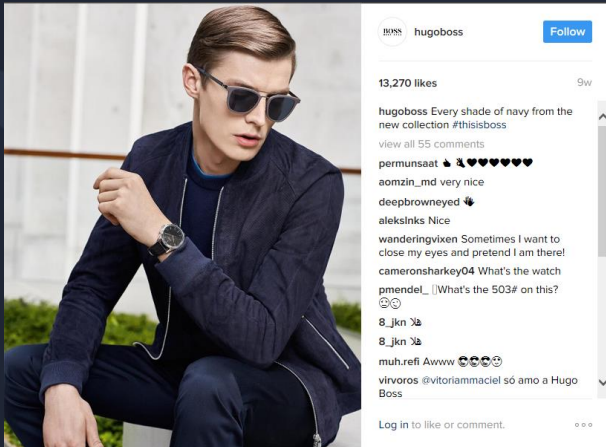 BOSS
hugoboss
Follow
13,270 likes
9w
hugoboss Every shade of navy from the
new collection #thisisboss
view all 55 comments
permunsaat
aomzin_md very nice
deepbrowneyed
aleksInks Nice
wanderingvixen Sometimes I want to
close my eyes and pretend I am there!
cameronsharkey04 What's the watch
pmendel_ What's the 503# on this?
8_jkn
8_jkn
muh.refi Awww
virvoros @vitoriammaciel só amo a Hugo
Boss
Log in to like or comment.